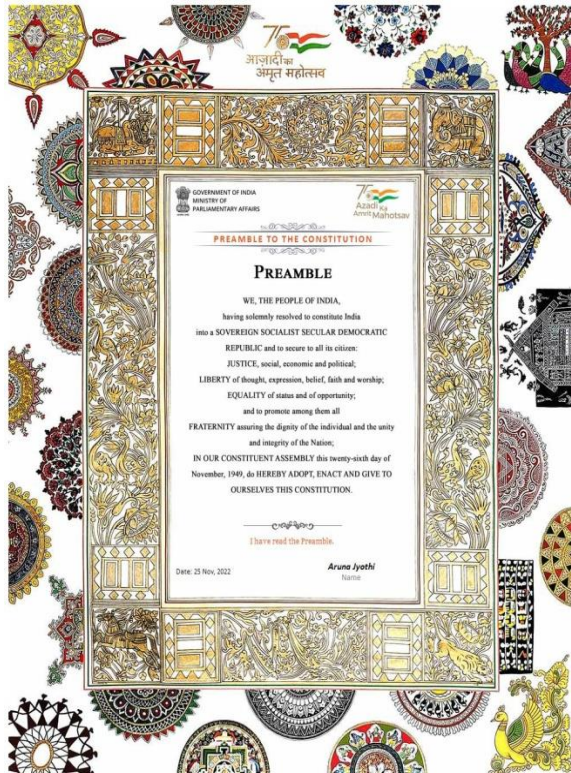 75
आज़ादी का
अमृत महोत्सव
GOVERNMENT OF INDIA
MINISTRY OF
PARLIAMENTARY AFFAIRS
75
Azadi Ka
Amrit Mahotsav
PREAMBLE TO THE CONSTITUTION
PREAMBLE
WE, THE PEOPLE OF INDIA,
having solemnly resolved to constitute India
into a SOVEREIGN SOCIALIST SECULAR DEMOCRATIC
REPUBLIC and to secure to all its citizen:
JUSTICE, social, economic and political;
LIBERTY of thought, expression, belief, faith and worship;
EQUALITY of status and of opportunity;
and to promote among them all
FRATERNITY assuring the dignity of the individual and the unity
and integrity of the Nation;
IN OUR CONSTITUENT ASSEMBLY this twenty-sixth day of
November, 1949, do HEREBY ADOPT, ENACT AND GIVE TO
OURSELVES THIS CONSTITUTION.
I have read the Preamble.
Date: 25 Nov, 2022
Aruna Jyothi
Name